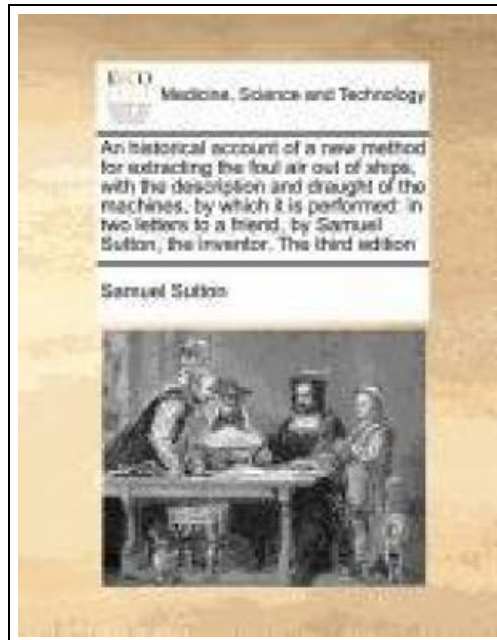 ECCO
Medicine, Science and Technology
An historical account of a new method
for extracting the foul air out of ships,
with the description and draught of the
machines, by which it is performed: in
two letters to a friend, by Samuel
Sutton, the inventor. The third edition
Samuel Sutton